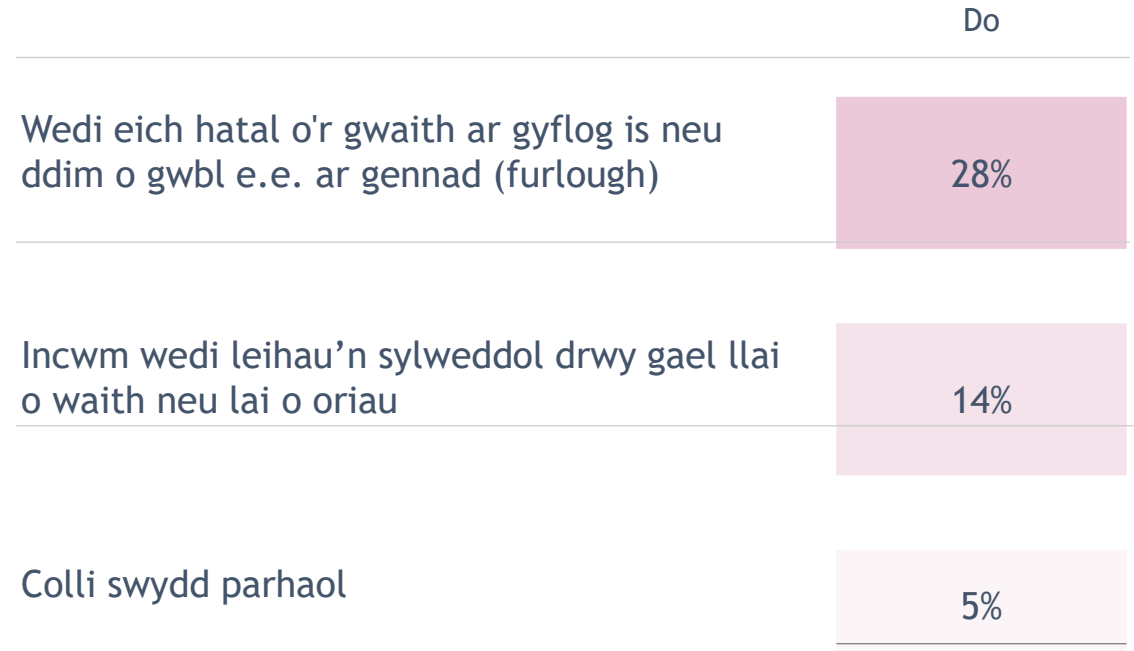 Do
Wedi eich hatal o'r gwaith ar gyflog is neu
ddim o gwbl e.e. ar gennad (furlough)
28%
Incwm wedi leihau’n sylweddol drwy gael llai
o waith neu lai o oriau
14%
Colli swydd parhaol
5%